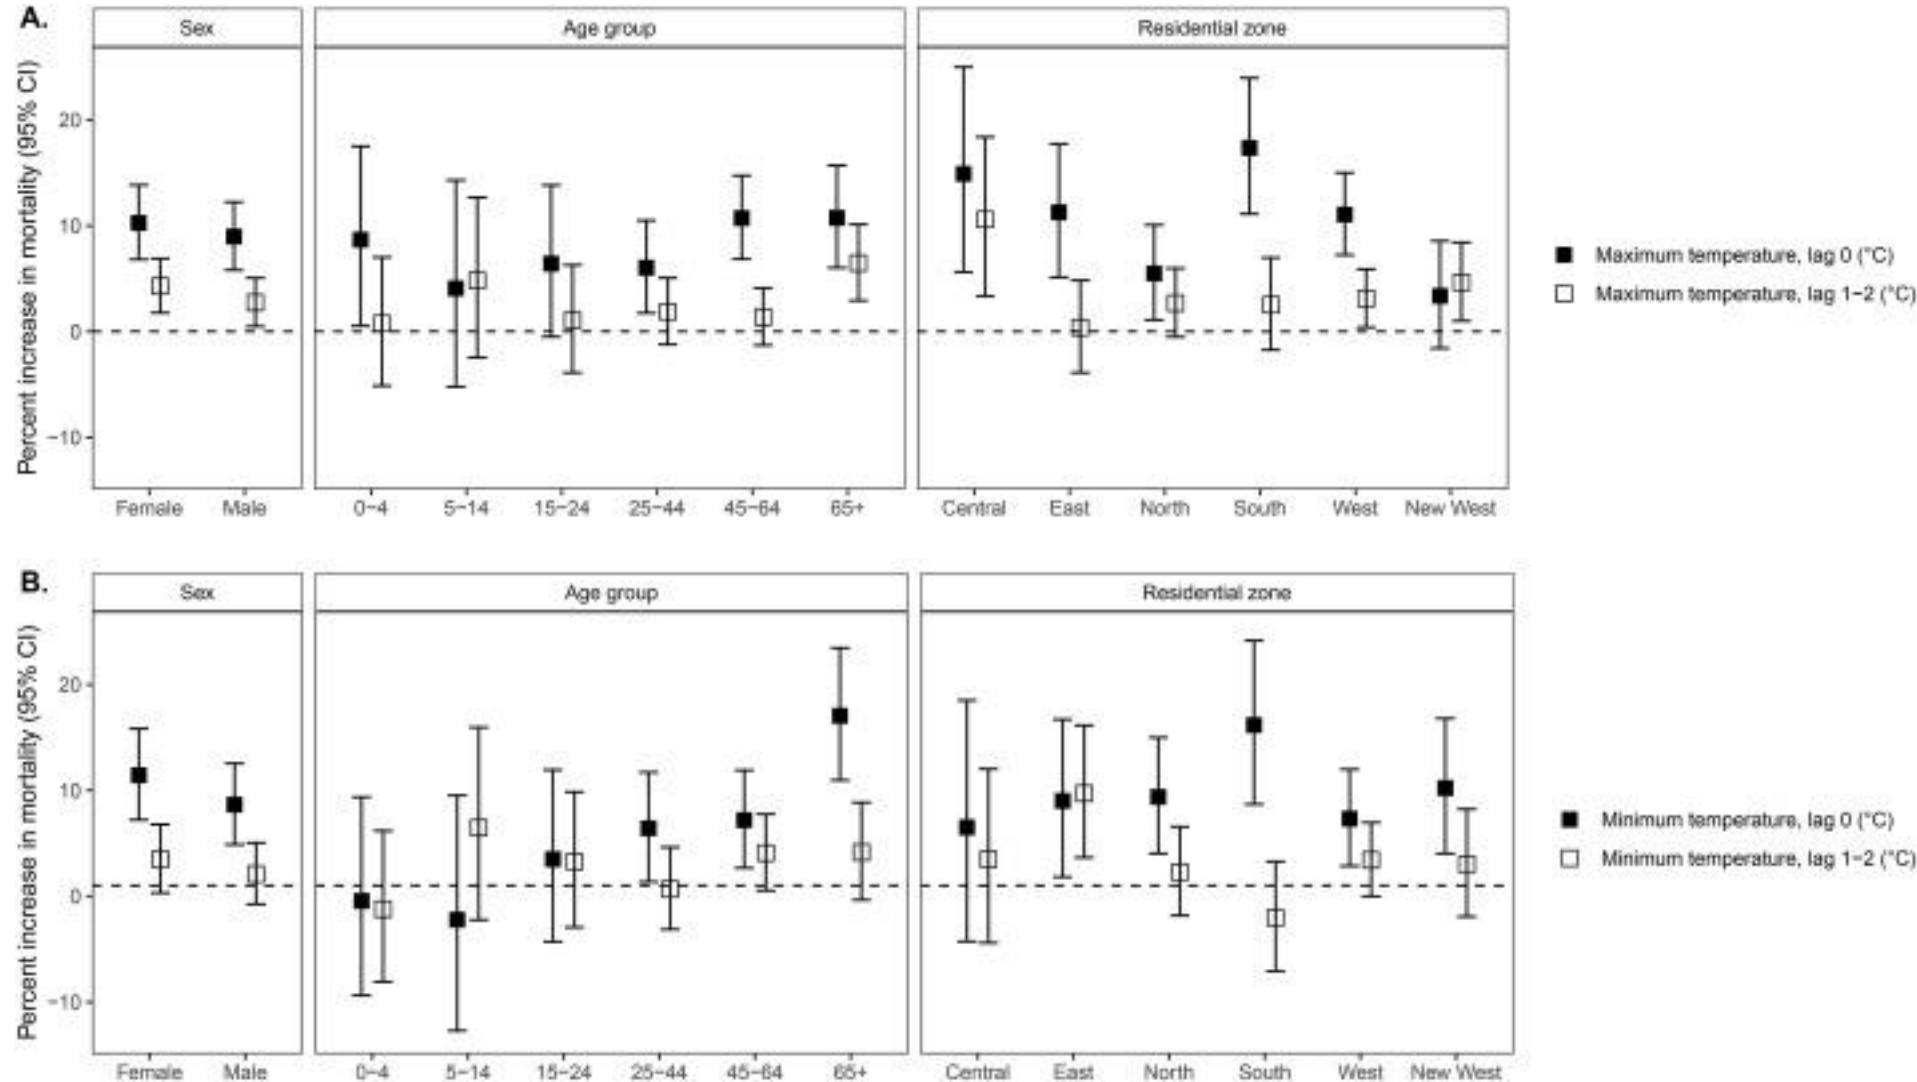 A.
Sex Age group Residential zone
Percent increase in mortality (95% CI)
20
10
0
−10
Female Male 0−4 5−14 15−24 25−44 45−64 65+ Central East North South West New West
Maximum temperature, lag 0 (°C)
Maximum temperature, lag 1−2 (°C)
B.
Sex Age group Residential zone
Percent increase in mortality (95% CI)
20
10
0
−10
Female Male 0−4 5−14 15−24 25−44 45−64 65+ Central East North South West New West
Minimum temperature, lag 0 (°C)
Minimum temperature, lag 1−2 (°C)